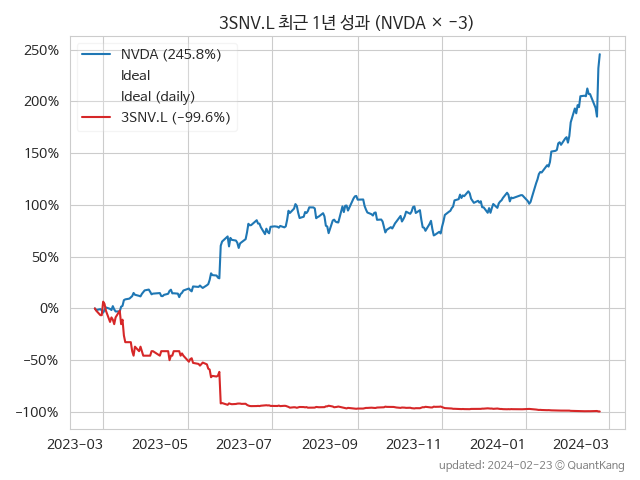 3SNV.L 최근 1년 성과 (NVDA × −3)
NVDA (245.8%)
Ideal
Ideal (daily)
3SNV.L (−99.6%)
250%
200%
150%
100%
50%
0%
−50%
−100%
2023−03 2023−05 2023−07 2023−09 2023−11 2024−01 2024−03
updated: 2024-02-23 ⓒ QuantKang